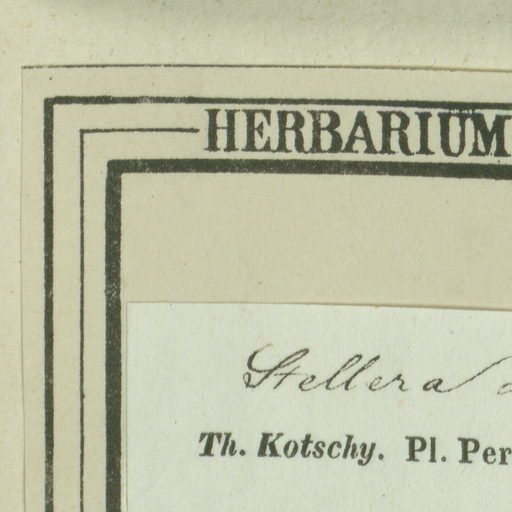 HERBARIUM
Stellera
Th. Kotschy. Pl. Per